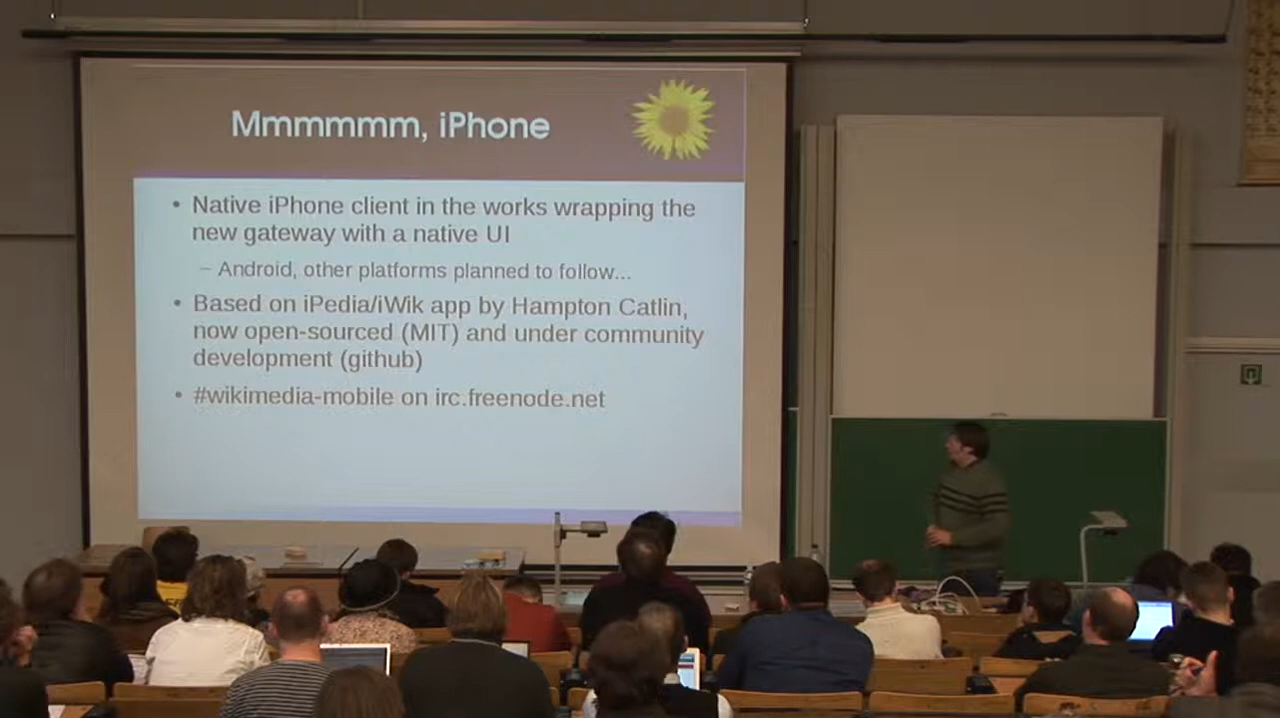 Mmmmmm, iPhone
• Native iPhone client in the works wrapping the
new gateway with a native UI
– Android, other platforms planned to follow...
• Based on iPedia/iWik app by Hampton Catlin,
now open-sourced (MIT) and under community
development (github)
• #wikimedia-mobile on irc.freenode.net